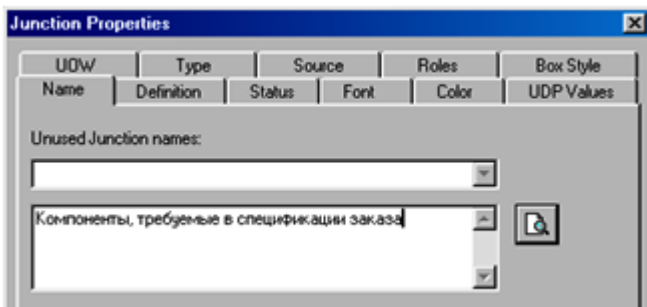 Junction Properties
UOW Type Source Roles Box Style
Name Definition Status Font Color UDP Values
Unused Junction names:
Компоненты, требуемые в спецификации заказа